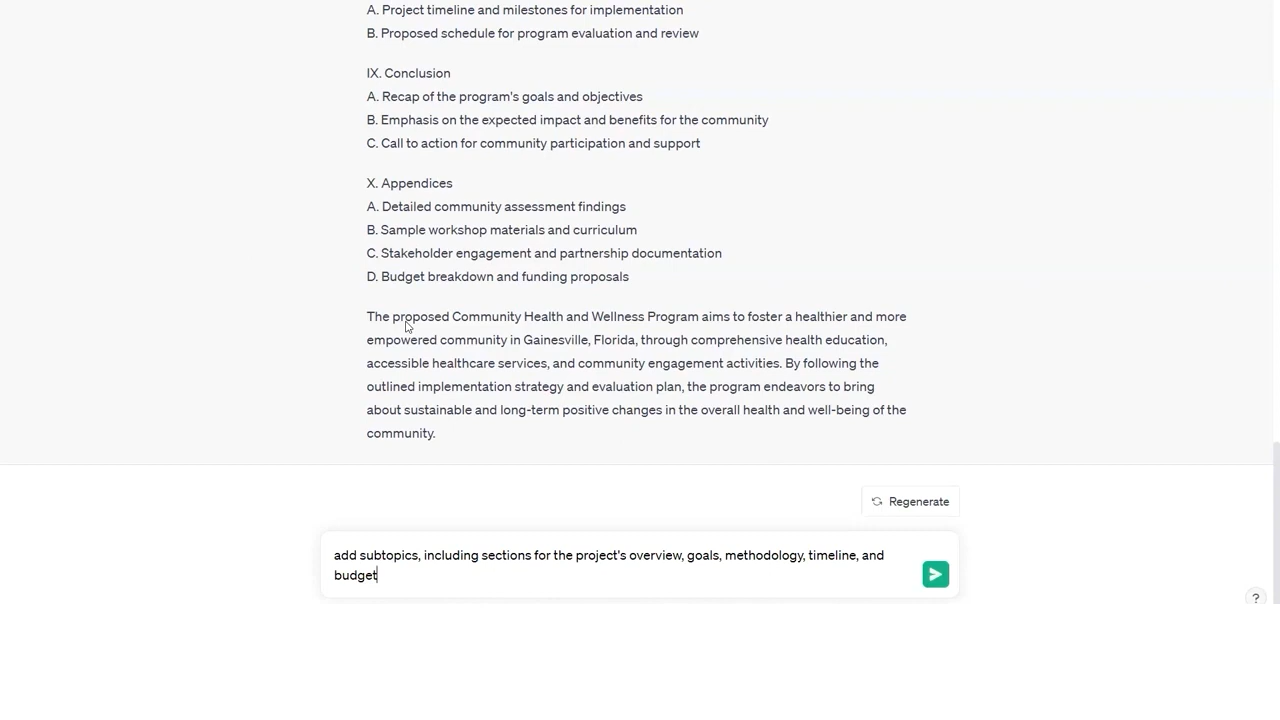 A. Project timeline and milestones for implementation
B. Proposed schedule for program evaluation and review
IX. Conclusion
A. Recap of the program's goals and objectives
B. Emphasis on the expected impact and benefits for the community
C. Call to action for community participation and support
X. Appendices
A. Detailed community assessment findings
B. Sample workshop materials and curriculum
C. Stakeholder engagement and partnership documentation
D. Budget breakdown and funding proposals
The proposed Community Health and Wellness Program aims to foster a healthier and more
empowered community in Gainesville, Florida, through comprehensive health education,
accessible healthcare services, and community engagement activities. By following the
outlined implementation strategy and evaluation plan, the program endeavors to bring
about sustainable and long-term positive changes in the overall health and well-being of the
community.
Regenerate
add subtopics, including sections for the project's overview, goals, methodology, timeline, and
budget
?